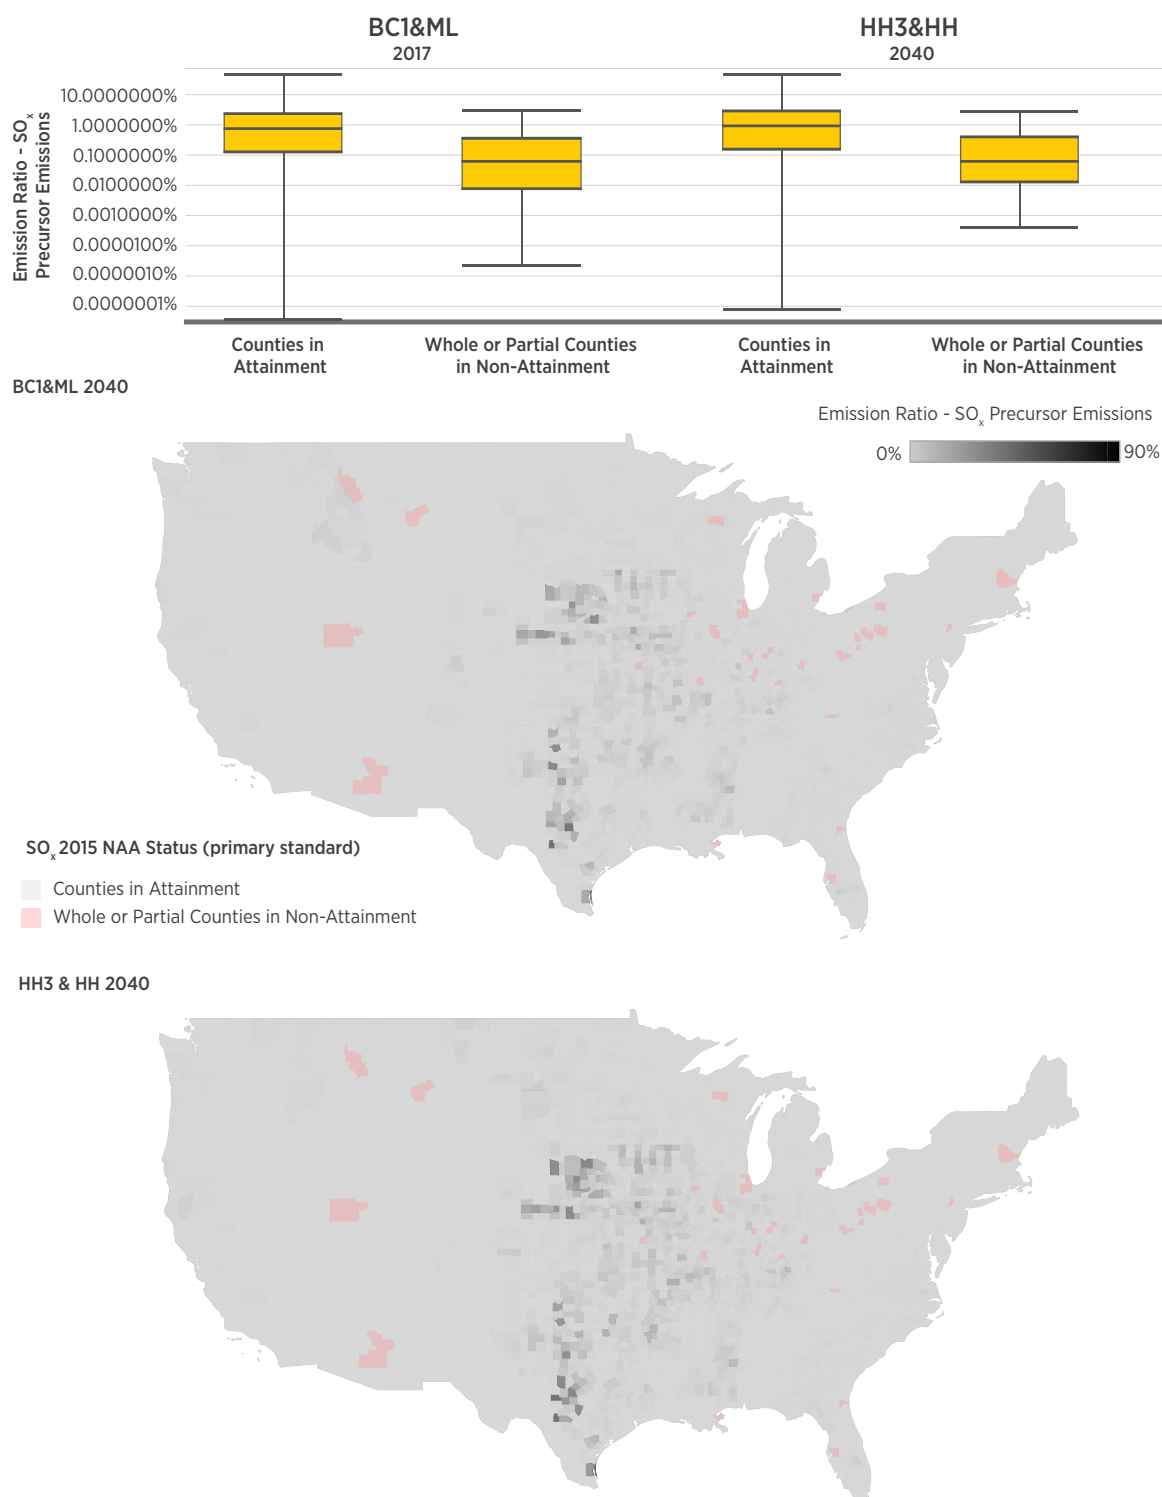 BC1&ML
2017
HH3&HH
2040
Emission Ratio - SOx
Precursor Emissions
10.0000000%
1.0000000%
0.1000000%
0.0100000%
0.0010000%
0.0000100%
0.0000010%
0.0000001%
Counties in
Attainment
Whole or Partial Counties
in Non-Attainment
Counties in
Attainment
Whole or Partial Counties
in Non-Attainment
BC1&ML 2040
Emission Ratio - SOx Precursor Emissions
0%
90%
SOx 2015 NAA Status (primary standard)
Counties in Attainment
Whole or Partial Counties in Non-Attainment
HH3 & HH 2040